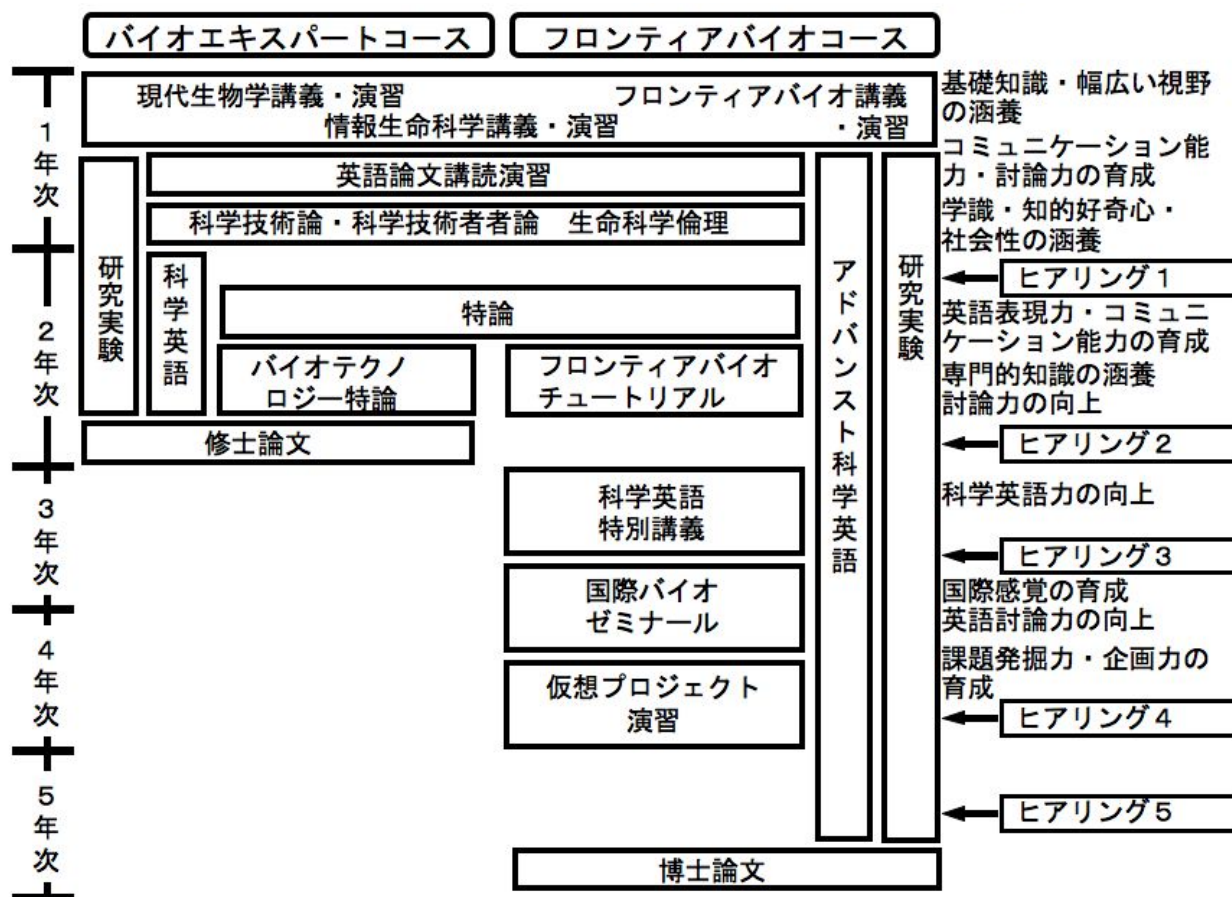 バイオエキスパートコース
フロンティアバイオコース
1年次
2年次
3年次
4年次
5年次
現代生物学講義・演習
フロンティアバイオ講義
・演習
情報生命科学講義・演習
研究実験
英語論文講読演習
科学技術論・科学技術者者論　生命科学倫理
科学英語
特論
バイオテクノ
ロジー特論
フロンティアバイオ
チュートリアル
修士論文
科学英語
特別講義
国際バイオ
ゼミナール
仮想プロジェクト
演習
アドバンスト科学英語
研究実験
博士論文
基礎知識・幅広い視野
の涵養
コミュニケーション能
力・討論力の育成
学識・知的好奇心・
社会性の涵養
ヒアリング1
英語表現力・コミュニ
ケーション能力の育成
専門的知識の涵養
討論力の向上
ヒアリング2
科学英語力の向上
ヒアリング3
国際感覚の育成
英語討論力の向上
課題発掘力・企画力の
育成
ヒアリング4
ヒアリング5